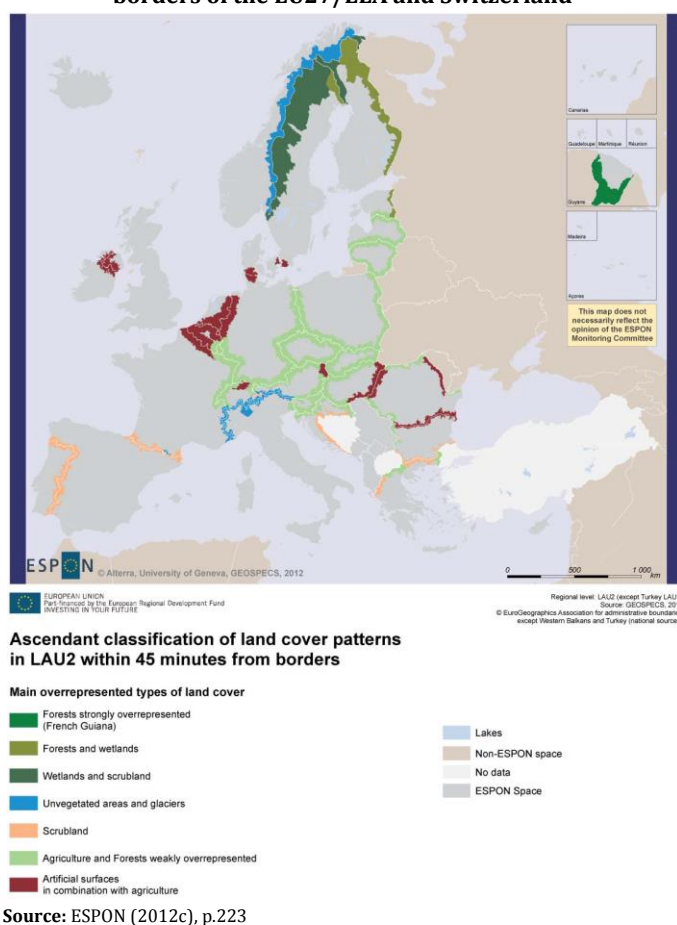 borders of the EU27/EEA and Switzerland
Canarias
Guadeloupe Martinique Réunion
Guyana
Madeira
Açores
This map does not
necessarily reflect the
opinion of the ESPON
Monitoring Committee
ESPON © Alterra, University of Geneva, GEOSPECS, 2012
0 500 1 000
km
EUROPEAN UNION
Part-financed by the European Regional Development Fund
INVESTING IN YOUR FUTURE
Regional level: LAU2 (except Turkey LAU
Source: GEOSPECS, 20
© EuroGeographics Association for administrative boundarie
except Western Balkans and Turkey (national source
Ascendant classification of land cover patterns
in LAU2 within 45 minutes from borders
Main overrepresented types of land cover
Forests strongly overrepresented
(French Guiana)
Forests and wetlands
Wetlands and scrubland
Unvegetated areas and glaciers
Scrubland
Agriculture and Forests weakly overrepresented
Artificial surfaces
in combination with agriculture
Lakes
Non-ESPON space
No data
ESPON Space
Source: ESPON (2012c), p.223